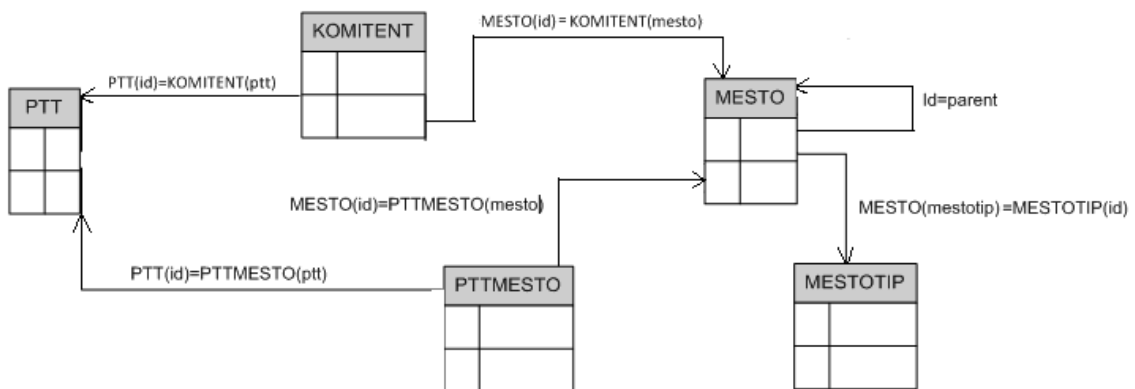 KOMITENT
MESTO(id)=KOMITENT(mesto)
PTT(id)=KOMITENT(ptt)
PTT
MESTO
Id=parent
MESTO(id)=PTTMESTO(mesto)
MESTO(mestotip)=MESTOTIP(id)
PTT(id)=PTTMESTO(ptt)
PTTMESTO
MESTOTIP